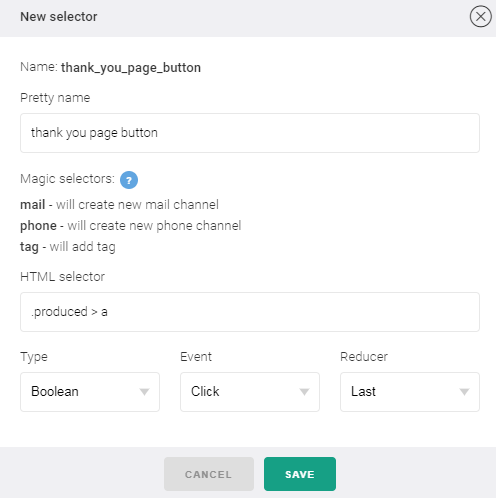 New selector
Name: thank_you_page_button
Pretty name
thank you page button
Magic selectors: ?
mail - will create new mail channel
phone - will create new phone channel
tag - will add tag
HTML selector
.produced > a
Type Event Reducer
Boolean Click Last
CANCEL SAVE